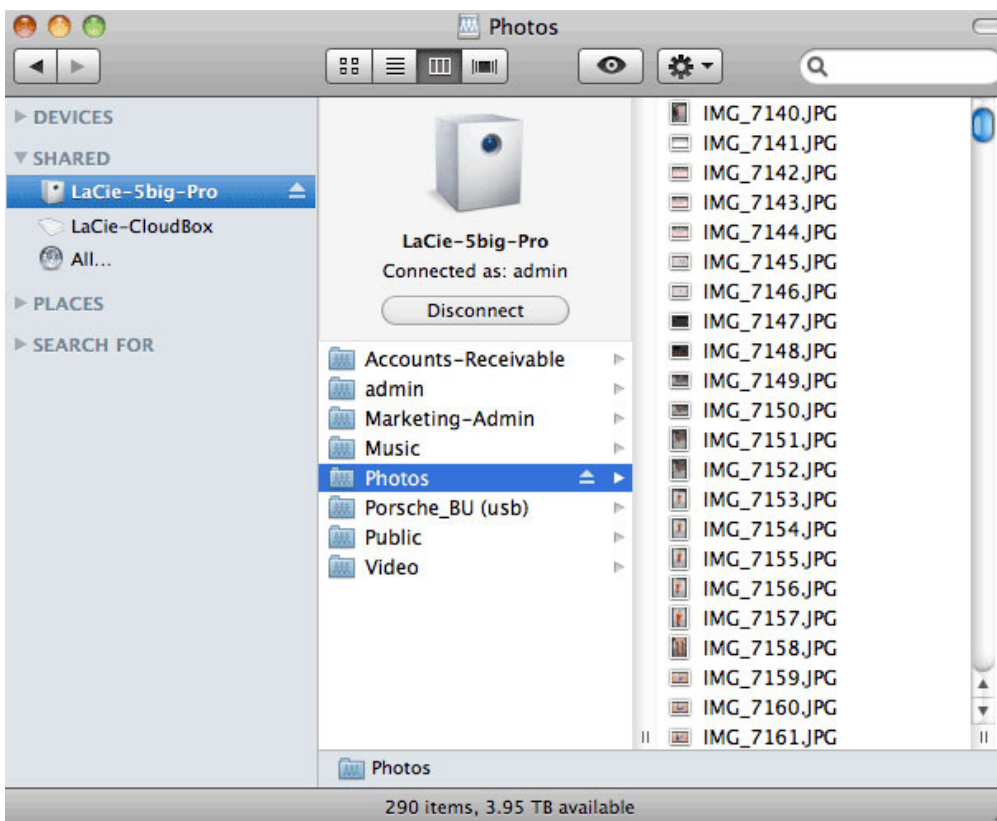 Photos
DEVICES
SHARED
LaCie-5big-Pro
LaCie-CloudBox
All...
PLACES
SEARCH FOR
LaCie-5big-Pro
Connected as: admin
Disconnect
Accounts-Receivable
admin
Marketing-Admin
Music
Photos
Porsche_BU (usb)
Public
Video
IMG_7140.JPG
IMG_7141.JPG
IMG_7142.JPG
IMG_7143.JPG
IMG_7144.JPG
IMG_7145.JPG
IMG_7146.JPG
IMG_7147.JPG
IMG_7148.JPG
IMG_7149.JPG
IMG_7150.JPG
IMG_7151.JPG
IMG_7152.JPG
IMG_7153.JPG
IMG_7154.JPG
IMG_7155.JPG
IMG_7156.JPG
IMG_7157.JPG
IMG_7158.JPG
IMG_7159.JPG
IMG_7160.JPG
IMG_7161.JPG
Photos
290 items, 3.95 TB available